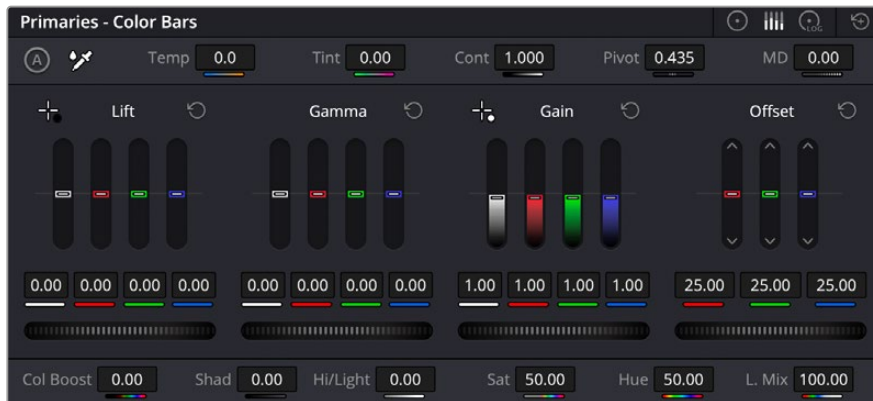 Primaries - Color Bars
LOG
A Temp 0.0 Tint 0.00 Cont 1.000 Pivot 0.435 MD 0.00
Lift Gamma Gain Offset
0.00 0.00 0.00 0.00 0.00 0.00 0.00 0.00 1.00 1.00 1.00 1.00 25.00 25.00 25.00
Col Boost 0.00 Shad 0.00 Hi/Light 0.00 Sat 50.00 Hue 50.00 L. Mix 100.00